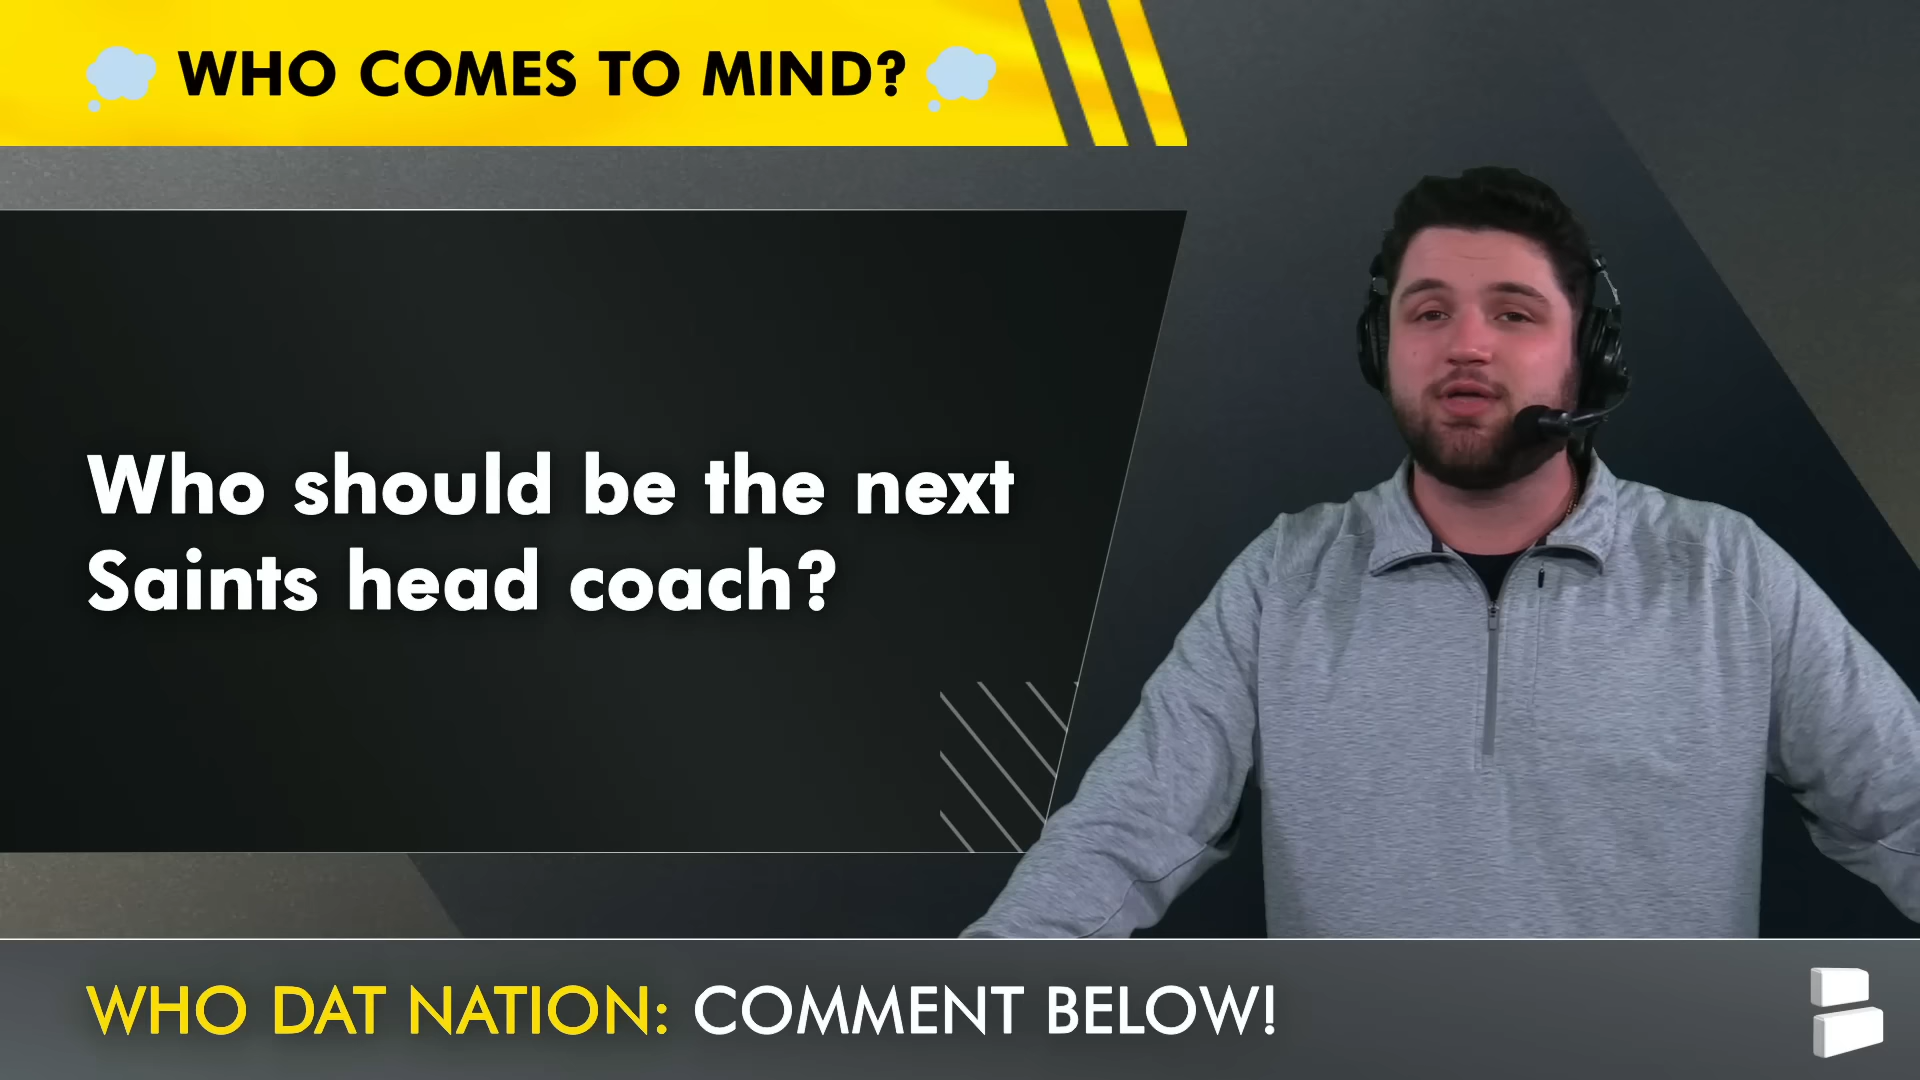 WHO COMES TO MIND?
Who should be the next
Saints head coach?
WHO DAT NATION: COMMENT BELOW!